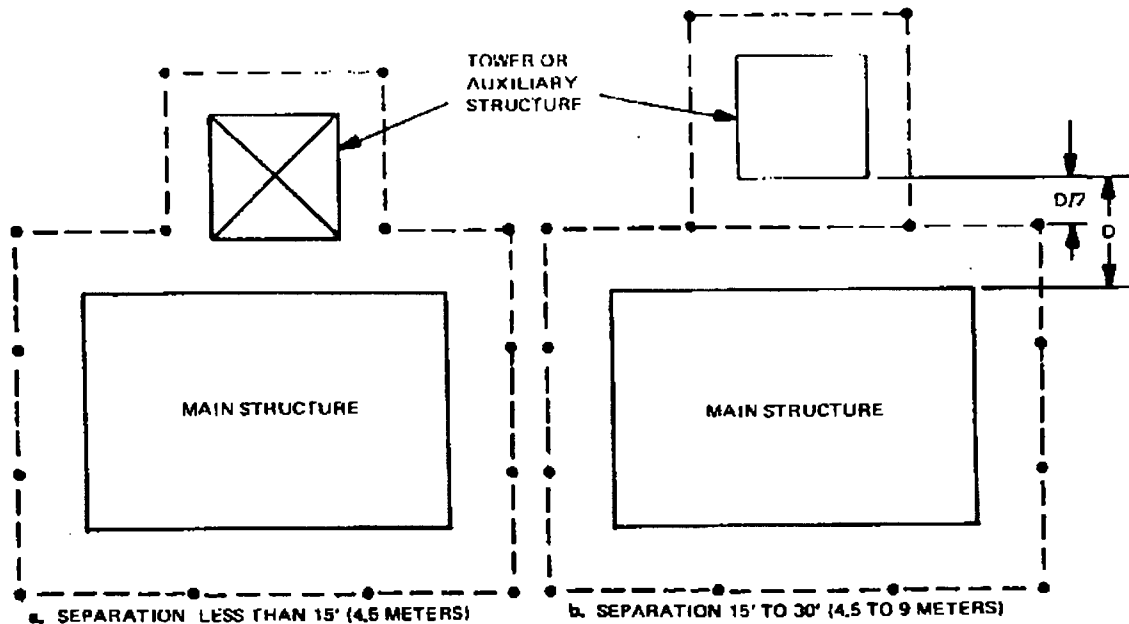 TOWER OR
AUXILIARY
STRUCTURE
D/2
D
MAIN STRUCTURE
MAIN STRUCTURE
a. SEPARATION LESS THAN 15' (4.5 METERS)
b. SEPARATION 15' TO 30' (4.5 TO 9 METERS)